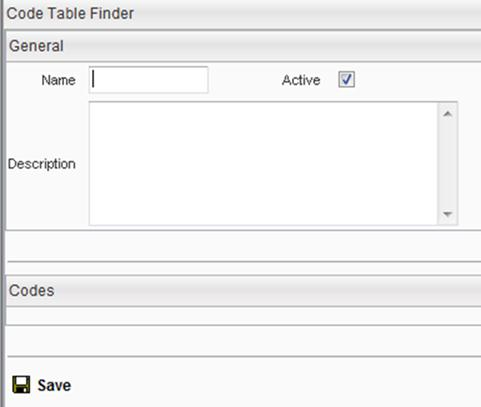 Code Table Finder
General
Name Active
Description
Codes
Save